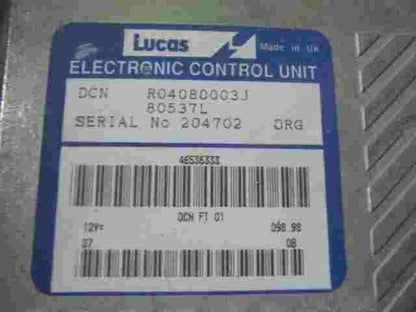 Lucas
Made in UK
ELECTRONIC CONTROL UNIT
DCN R04080003J
80537L
SERIAL No 204702 ORG
46536333
DCN FT 01
12V= 098.98
07 08